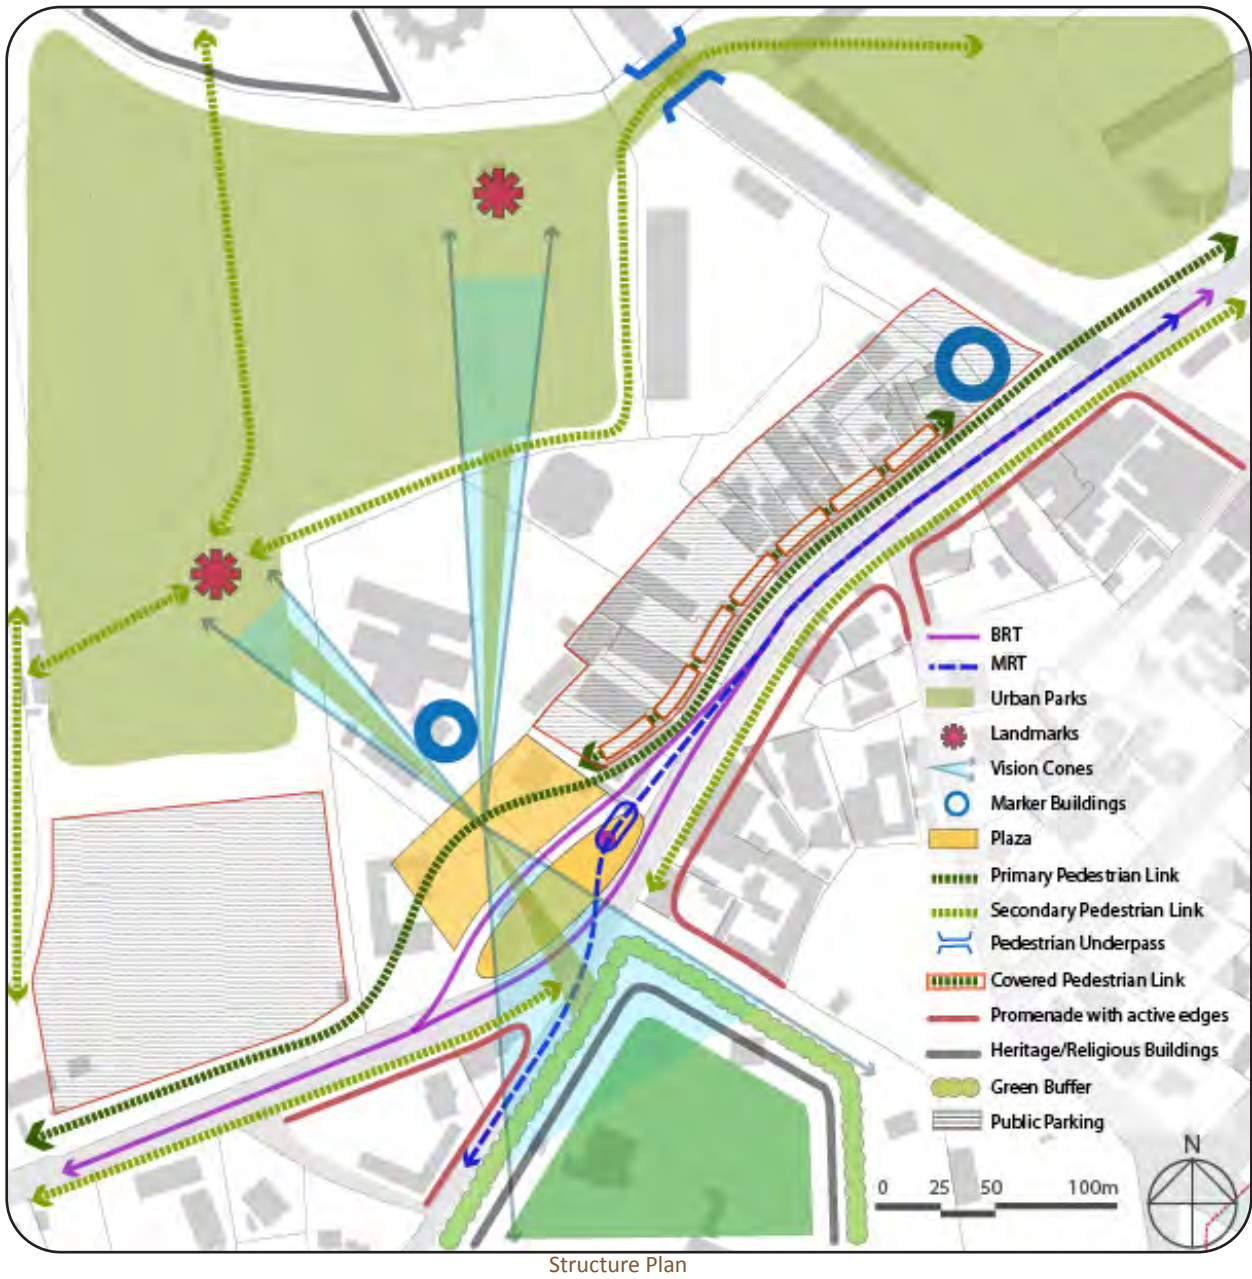 BRT
MRT
Urban Parks
Landmarks
Vision Cones
Marker Buildings
Plaza
Primary Pedestrian Link
Secondary Pedestrian Link
Pedestrian Underpass
Covered Pedestrian Link
Promenade with active edges
Heritage/Religious Buildings
Green Buffer
Public Parking
N
0 25 50 100m
Structure Plan